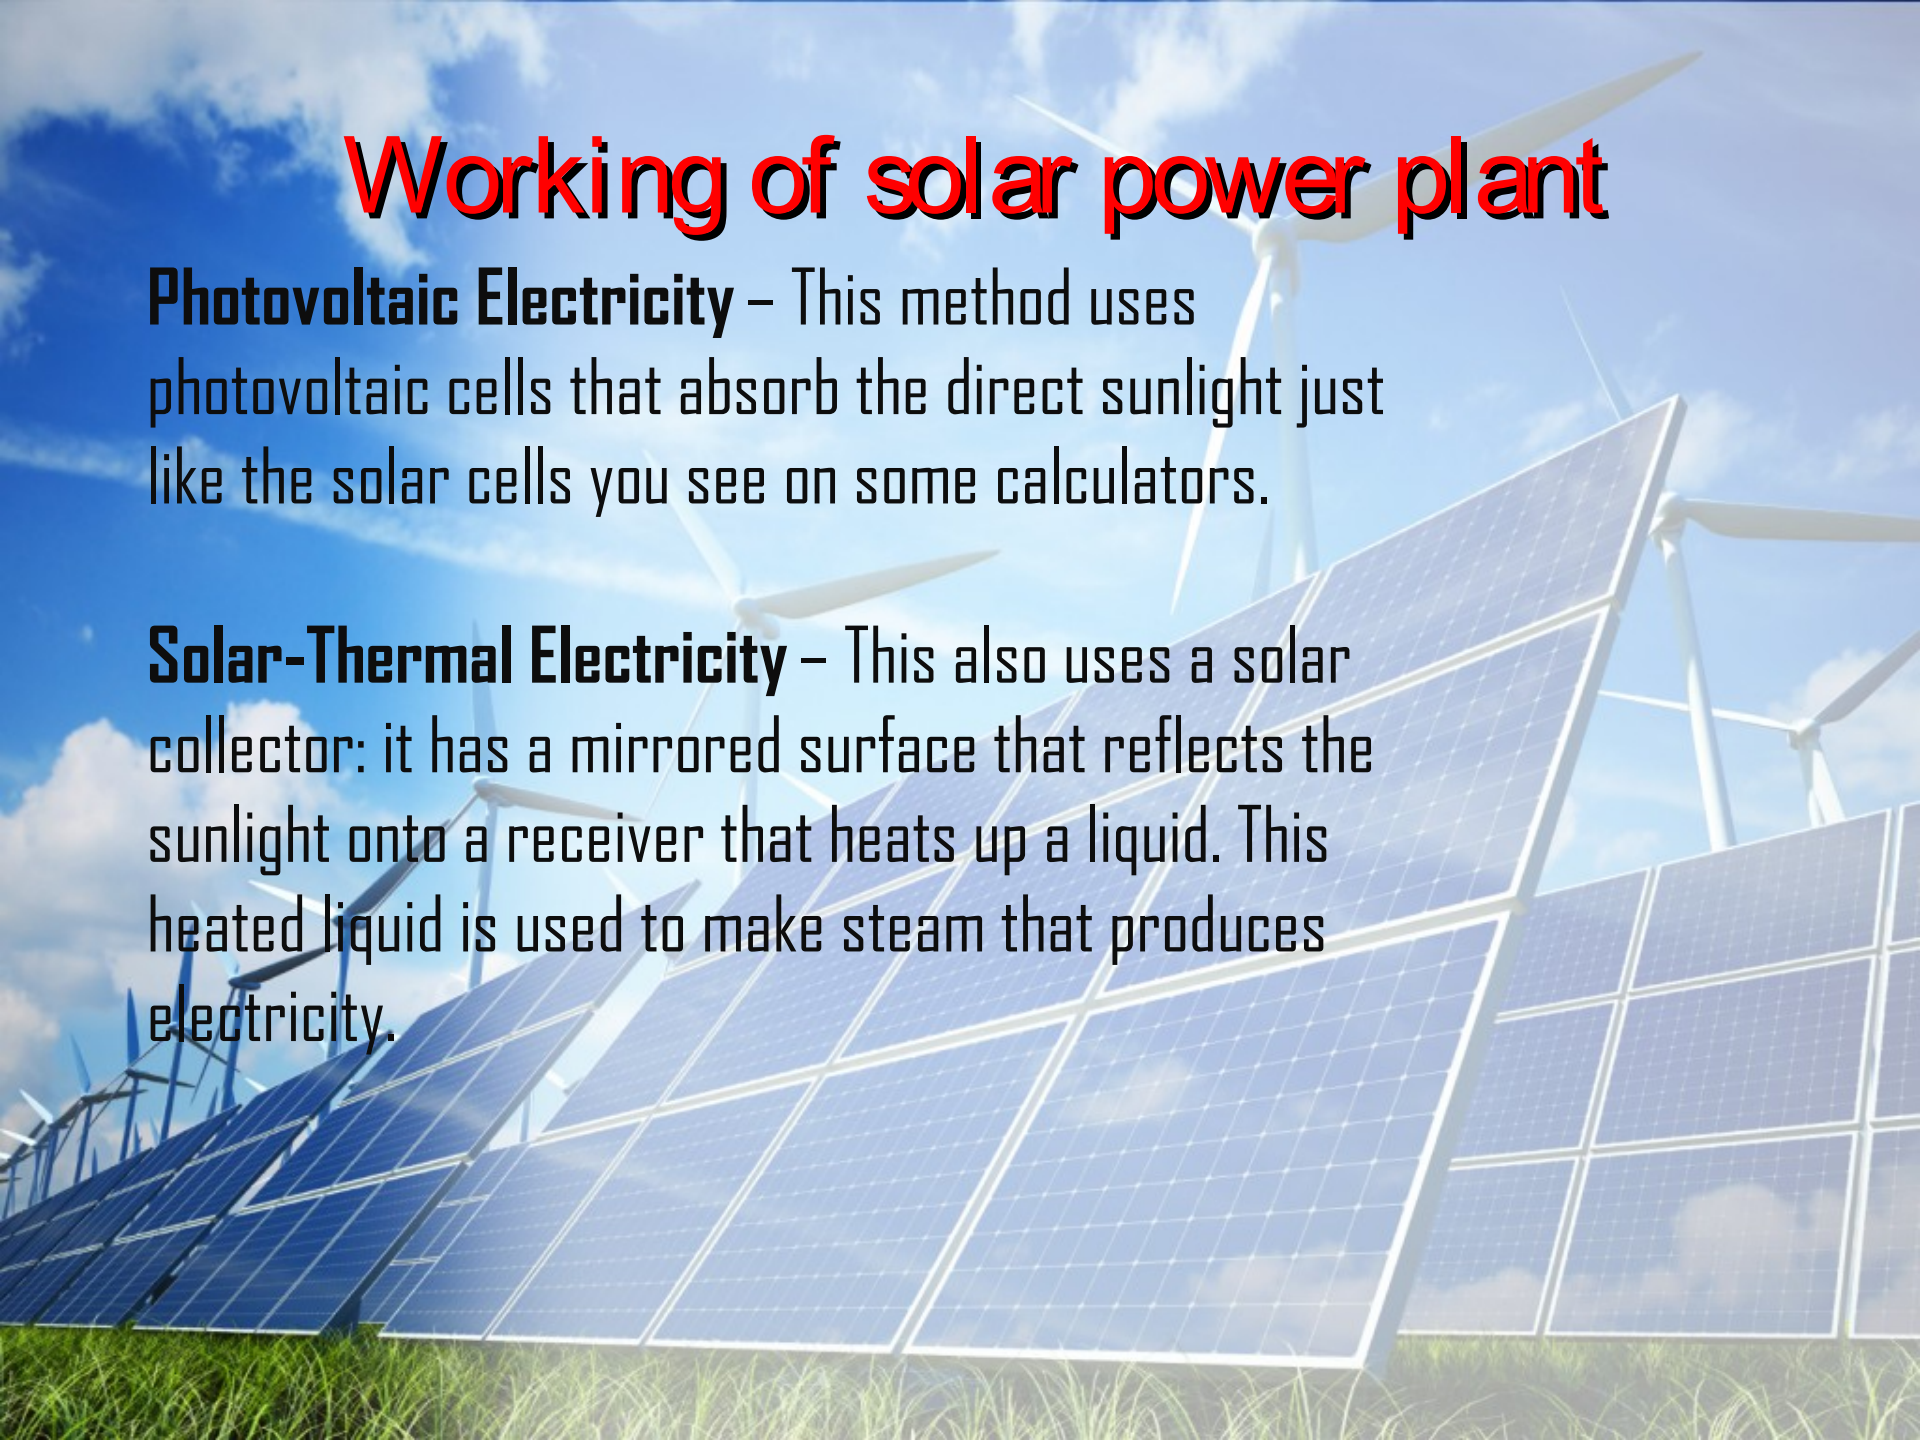 Working of solar power plant
Photovoltaic Electricity – This method uses
photovoltaic cells that absorb the direct sunlight just
like the solar cells you see on some calculators.
Solar-Thermal Electricity – This also uses a solar
collector: it has a mirrored surface that reflects the
sunlight onto a receiver that heats up a liquid. This
heated liquid is used to make steam that produces
electricity.